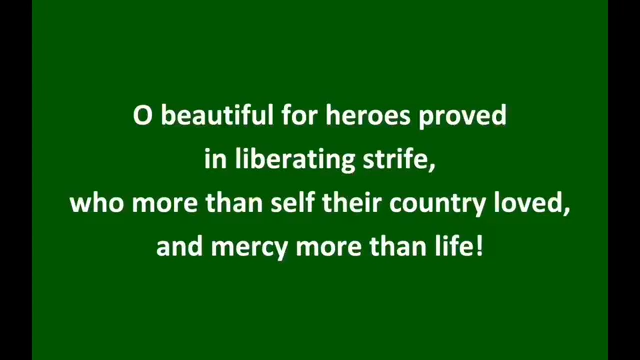 O beautiful for heroes proved
in liberating strife,
who more than self their country loved,
and mercy more than life!